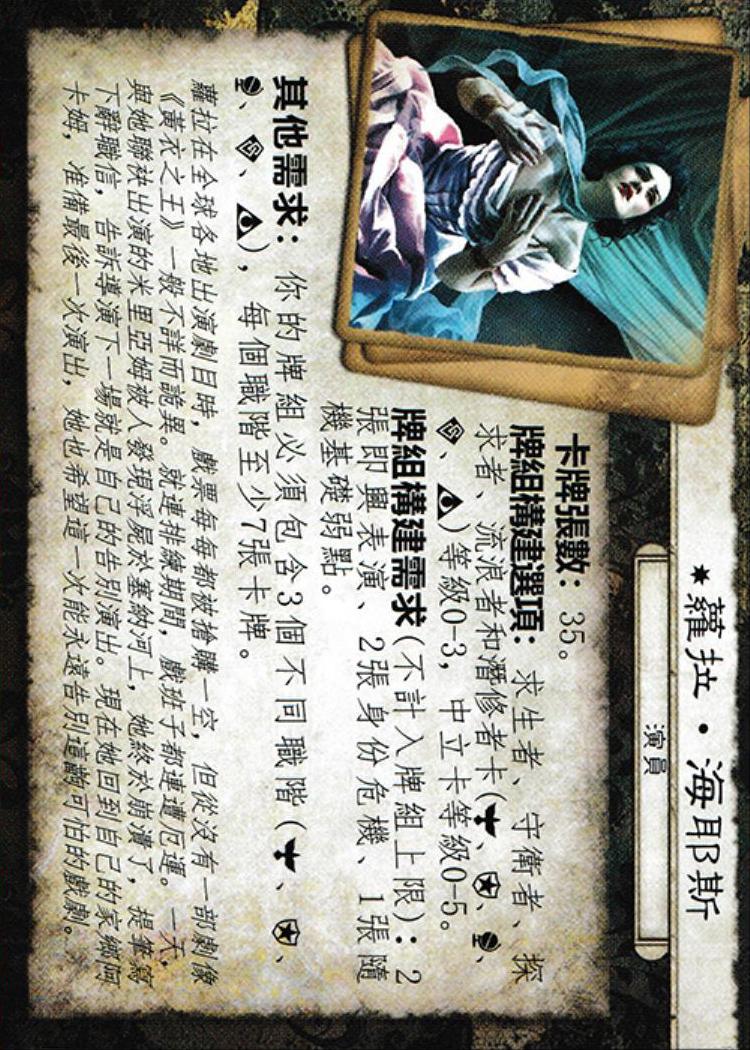 蘿拉·海耶斯
演員
卡牌張數：35。
牌組構建選項：求生者、守衛者、探
求者、流浪者和潛修者卡(、、、
、)等級0-3，中立卡等級0-5。
牌組構建需求(不計入牌組上限)：2
張即興表演、2張身份危機、1張隨
機基礎弱點。
其他需求：你的牌組必須包含3個不同職階(、、
、、)，每個職階至少7張卡牌。
蘿拉在全球各地出演劇目時，戲票每每都被搶購一空，但從沒有一部劇像
《黃衣之王》一般不詳而詭異。就連排練期間，戲班子都連遭厄運。一天，
與她聯袂出演的米里亞姆被人發現浮屍於塞納河上，她終於崩潰了，提筆寫
下辭職信，告訴導演下一場就是自己的告別演出。現在她回到自己的家鄉阿
卡姆，准備最後一次演出，她也希望這一次能永遠告別這齣可怕的戲劇。